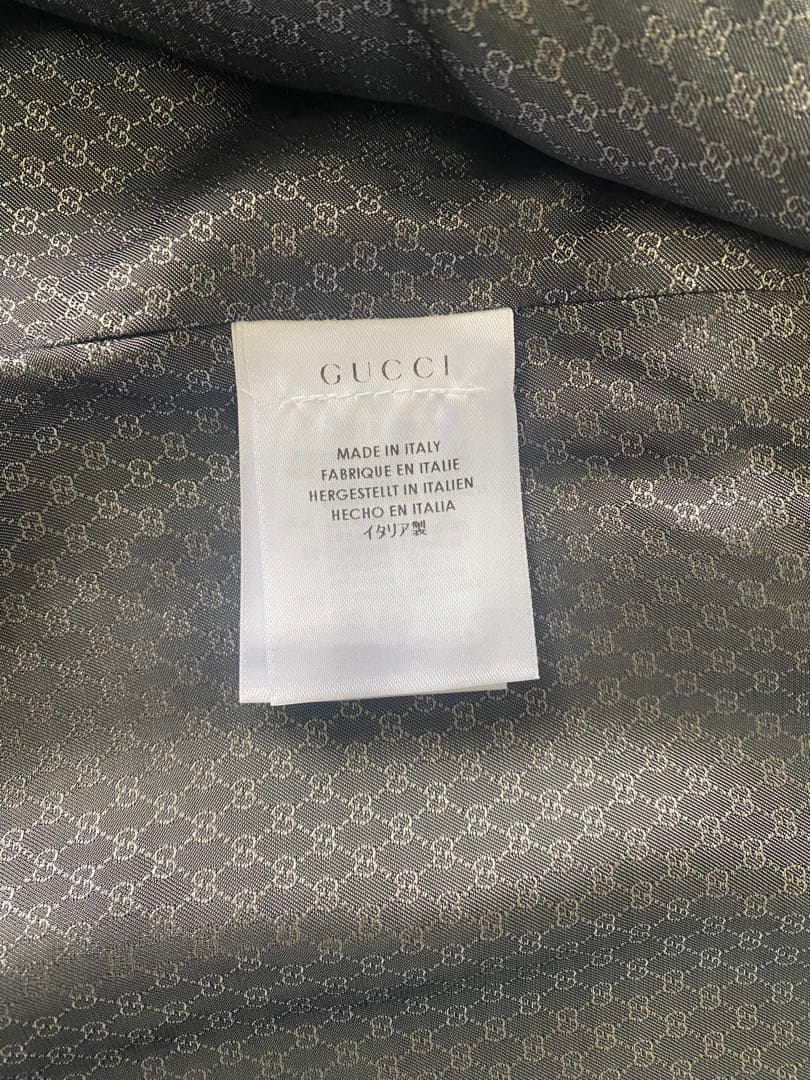 GUCCI
MADE IN ITALY
FABRIQUE EN ITALIE
HERGESTELLT IN ITALIEN
HECHO EN ITALIA
イタリア製